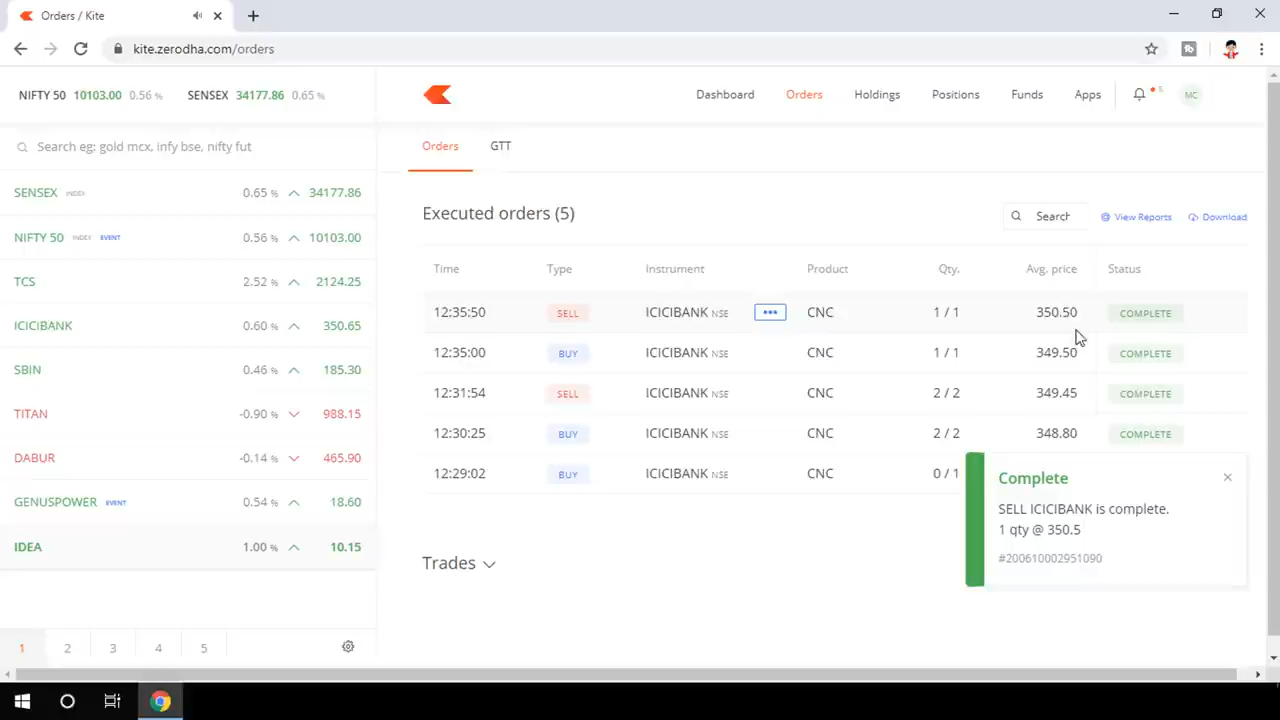 Orders / Kite
kite.zerodha.com/orders
NIFTY 50 10103.00 0.56 % SENSEX 34177.86 0.65 %
Dashboard Orders Holdings Positions Funds Apps 5 MC
Search eg: gold mcx, infy bse, nifty fut
Orders GTT
SENSEX INDEX 0.65 % 34177.86
NIFTY 50 INDEX EVENT 0.56 % 10103.00
TCS 2.52 % 2124.25
ICICIBANK 0.60 % 350.65
SBIN 0.46 % 185.30
TITAN -0.90 % 988.15
DABUR -0.14 % 465.90
GENUSPOWER EVENT 0.54 % 18.60
IDEA 1.00 % 10.15
1 2 3 4 5
Executed orders (5) Search View Reports Download
Time Type Instrument Product Qty. Avg. price Status
12:35:50 SELL ICICIBANK NSE ••• CNC 1 / 1 350.50 COMPLETE
12:35:00 BUY ICICIBANK NSE CNC 1 / 1 349.50 COMPLETE
12:31:54 SELL ICICIBANK NSE CNC 2 / 2 349.45 COMPLETE
12:30:25 BUY ICICIBANK NSE CNC 2 / 2 348.80 COMPLETE
12:29:02 BUY ICICIBANK NSE CNC 0 / 1
Trades
Complete
SELL ICICIBANK is complete.
1 qty @ 350.5
#200610002951090